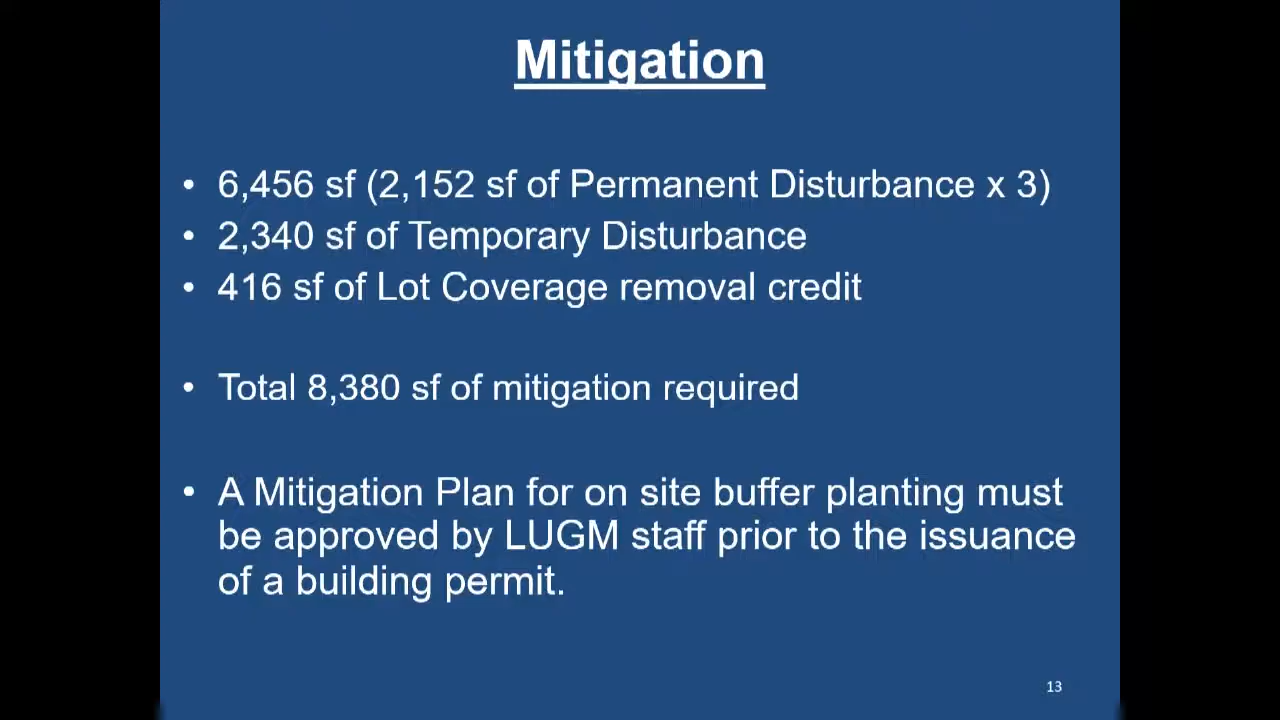 Mitigation
• 6,456 sf (2,152 sf of Permanent Disturbance x 3)
• 2,340 sf of Temporary Disturbance
• 416 sf of Lot Coverage removal credit
• Total 8,380 sf of mitigation required
• A Mitigation Plan for on site buffer planting must
be approved by LUGM staff prior to the issuance
of a building permit.
13